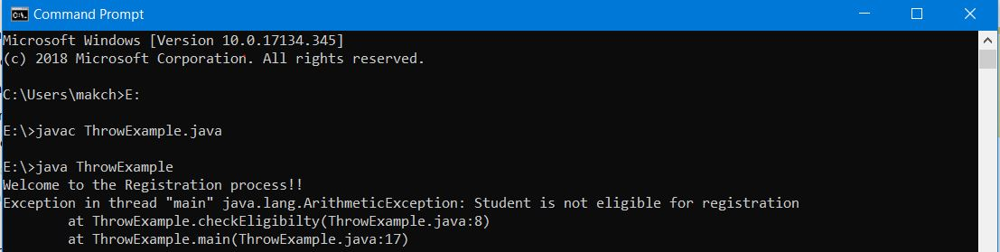 Command Prompt
Microsoft Windows [Version 10.0.17134.345]
(c) 2018 Microsoft Corporation. All rights reserved.
C:\Users\makch>E:
E:\>javac ThrowExample.java
E:\>java ThrowExample
Welcome to the Registration process!!
Exception in thread "main" java.lang.ArithmeticException: Student is not eligible for registration
at ThrowExample.checkEligibilty(ThrowExample.java:8)
at ThrowExample.main(ThrowExample.java:17)